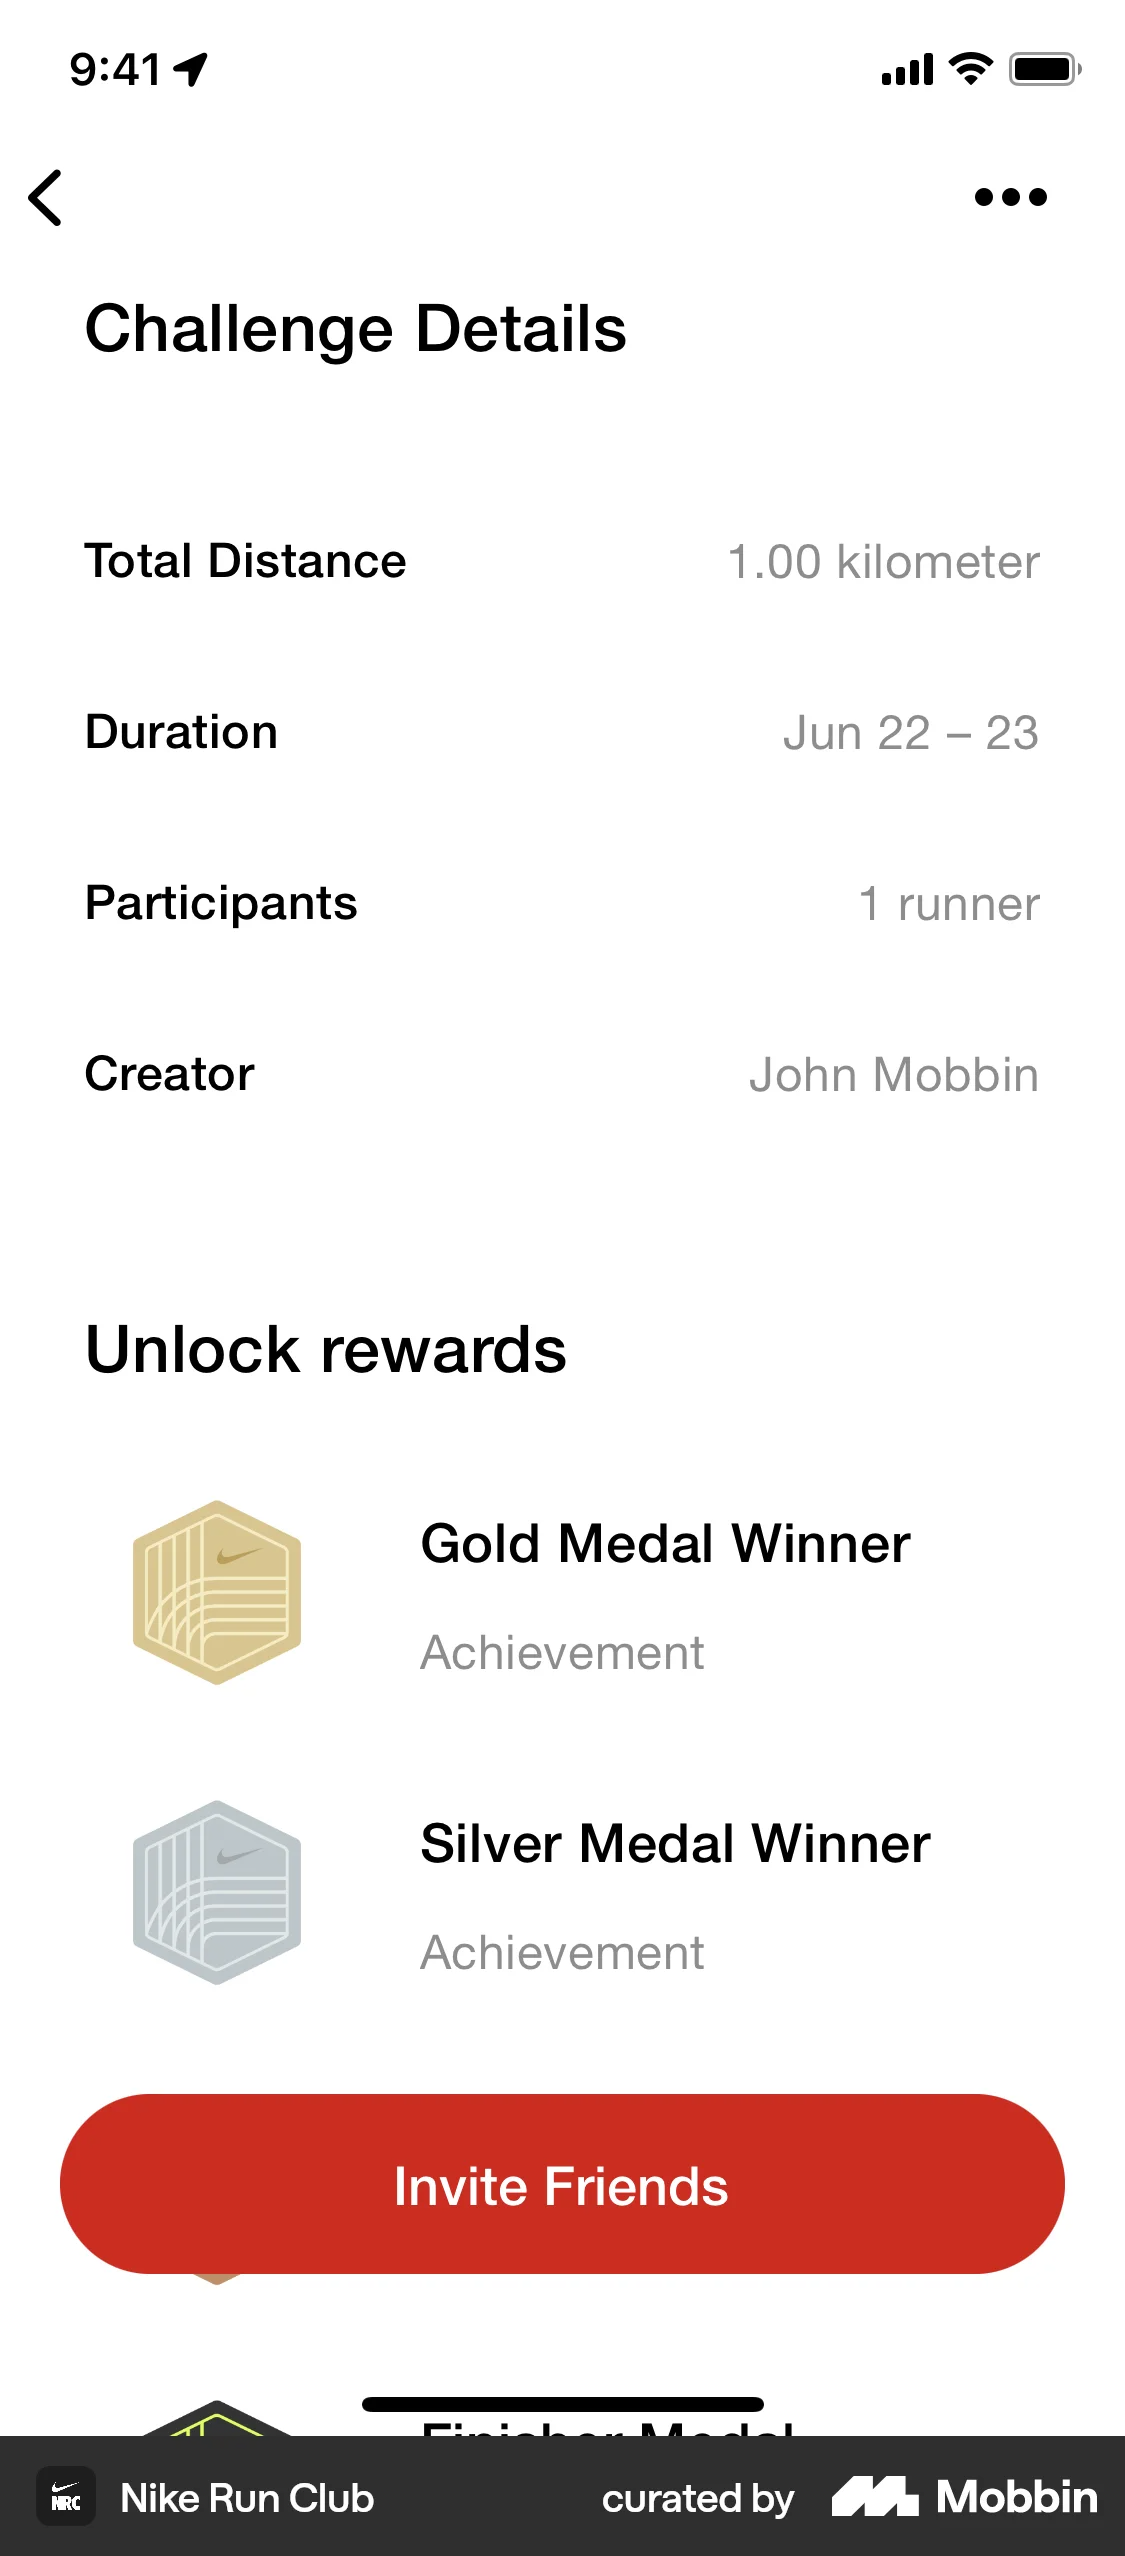 9:41
Challenge Details
Total Distance 1.00 kilometer
Duration Jun 22 – 23
Participants 1 runner
Creator John Mobbin
Unlock rewards
Gold Medal Winner
Achievement
Silver Medal Winner
Achievement
Invite Friends
Finisher Medal
NRC Nike Run Club curated by Mobbin